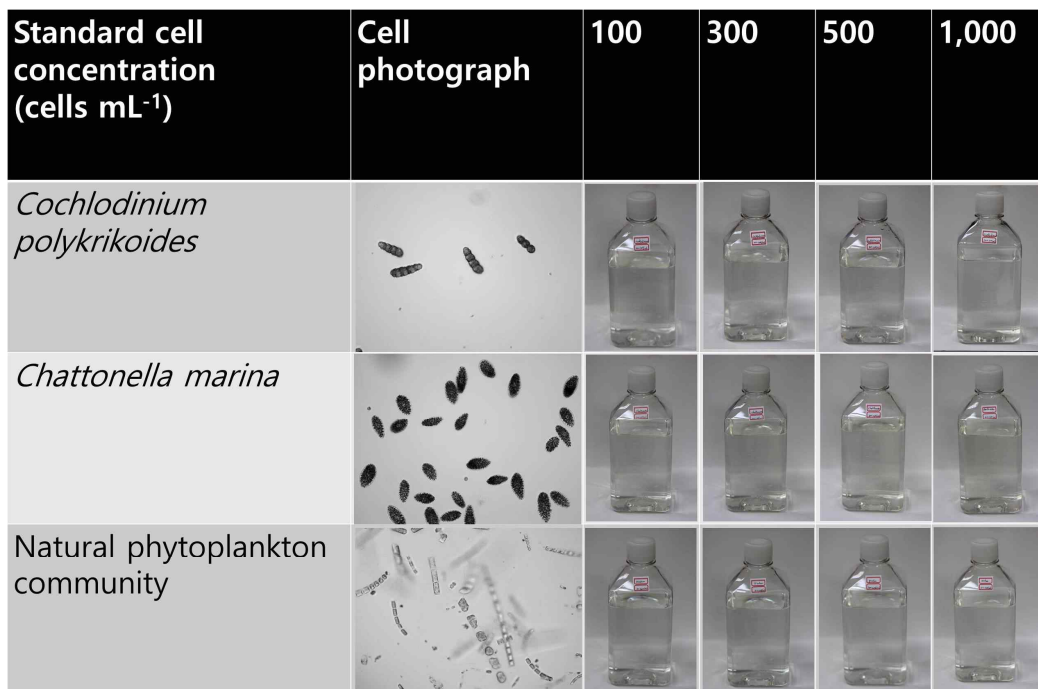 Standard cell
concentration
(cells mL⁻¹)
Cell
photograph
100
300
500
1,000
Cochlodinium
polykrikoides
Chattonella marina
Natural phytoplankton
community